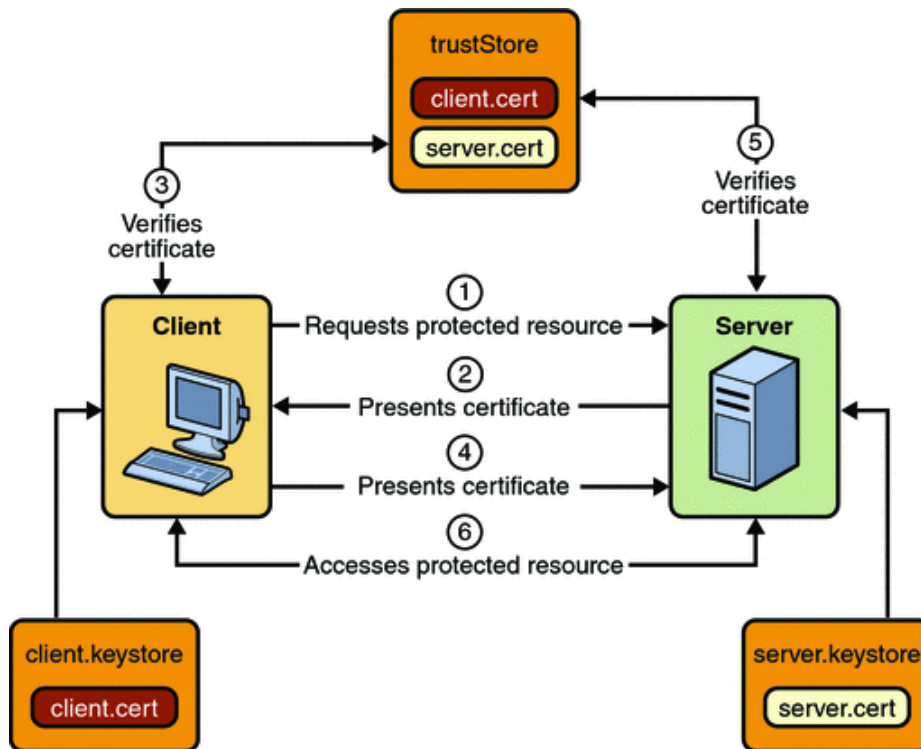 trustStore
client.cert
server.cert
3
Verifies
certificate
5
Verifies
certificate
Client
1
Requests protected resource
Server
2
Presents certificate
4
Presents certificate
6
Accesses protected resource
client.keystore
client.cert
server.keystore
server.cert